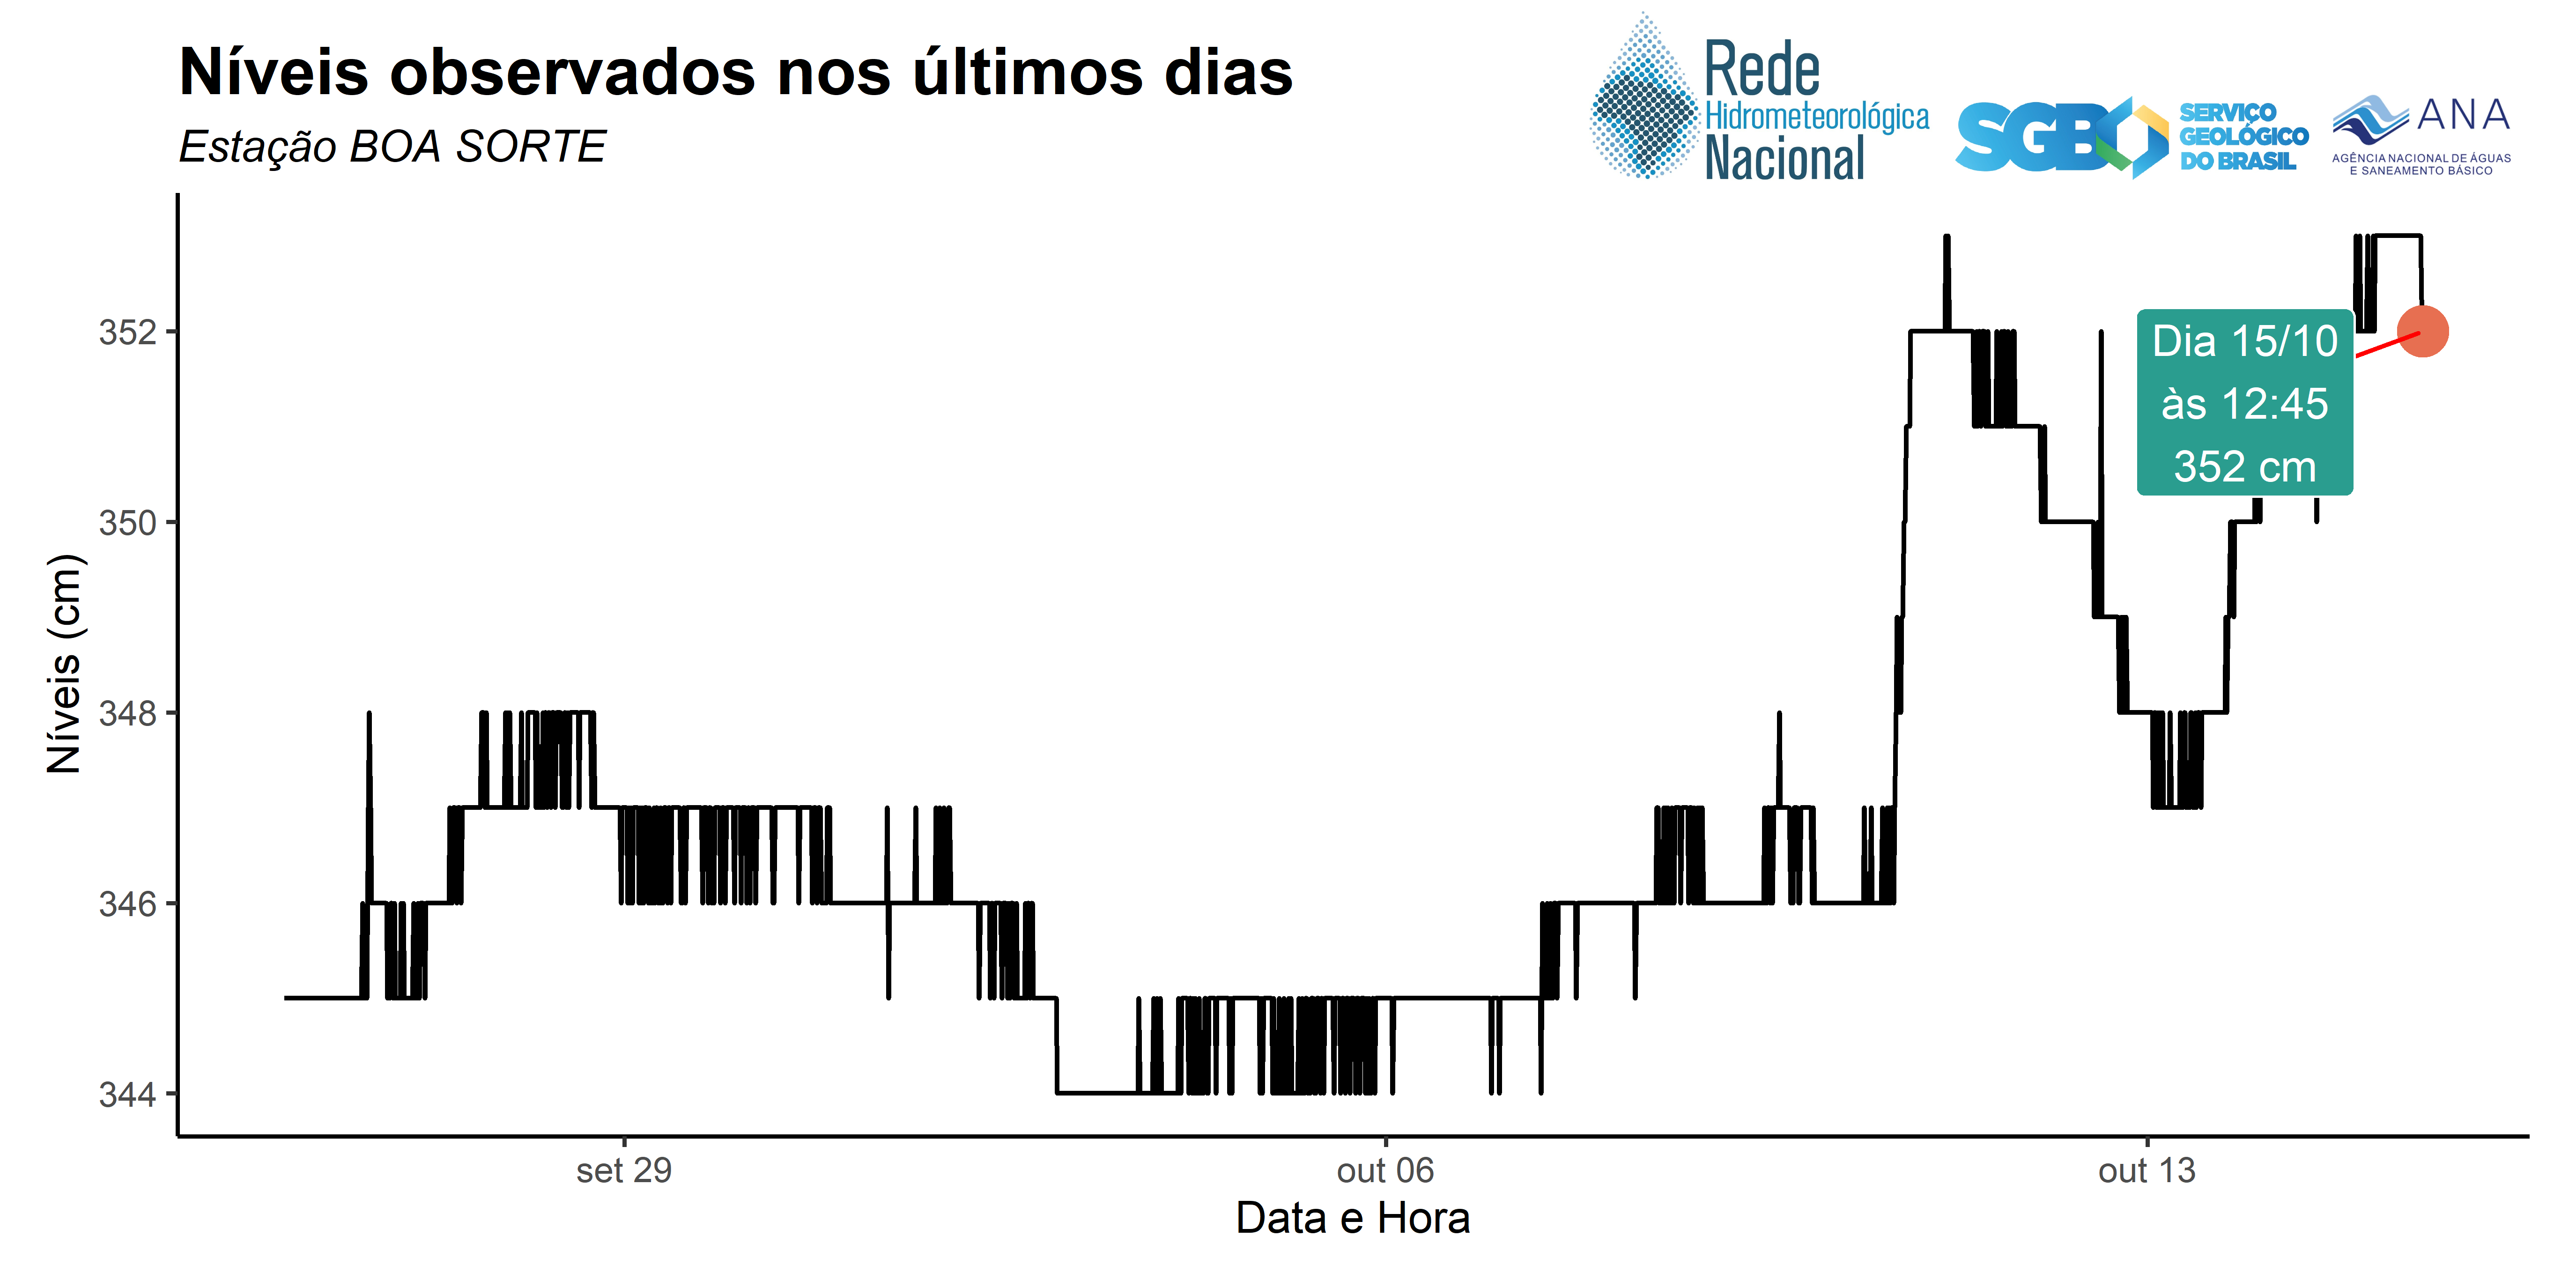 Níveis observados nos últimos dias
Estação BOA SORTE
Rede
Hidrometeorológica
Nacional
SGB
SERVIÇO
GEOLÓGICO
DO BRASIL
ANA
AGÊNCIA NACIONAL DE ÁGUAS
E SANEAMENTO BÁSICO
Níveis (cm)
352
350
348
346
344
Dia 15/10
às 12:45
352 cm
set 29
out 06
out 13
Data e Hora